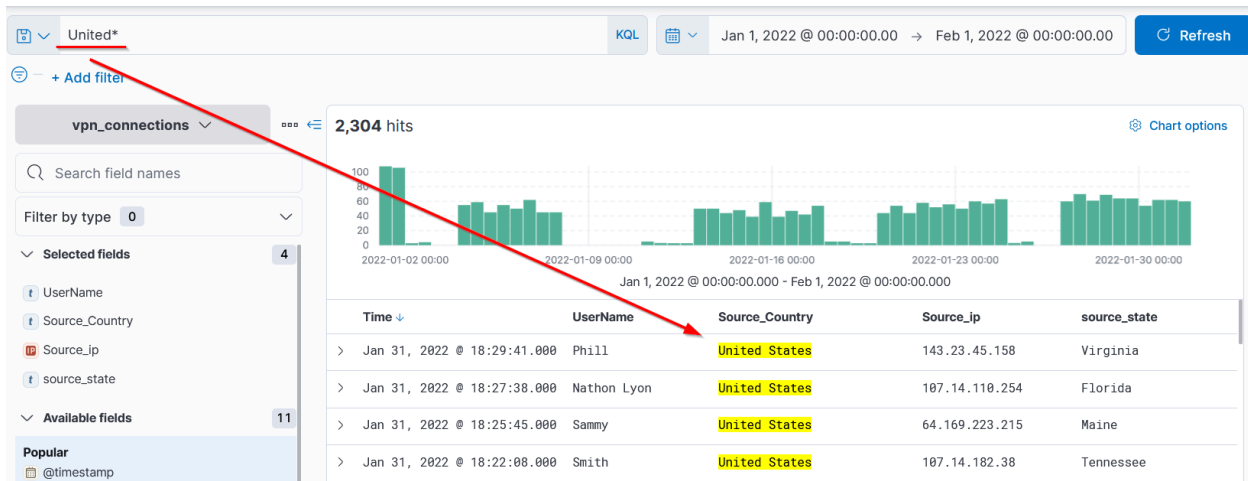 United*
KQL
Jan 1, 2022 @ 00:00:00.00 → Feb 1, 2022 @ 00:00:00.00
Refresh
+ Add filter
vpn_connections
Search field names
Filter by type 0
Selected fields 4
t UserName
t Source_Country
IP Source_ip
t source_state
Available fields 11
Popular
@timestamp
2,304 hits
Chart options
100
80
60
40
20
0
2022-01-02 00:00 2022-01-09 00:00 2022-01-16 00:00 2022-01-23 00:00 2022-01-30 00:00
Jan 1, 2022 @ 00:00:00.000 - Feb 1, 2022 @ 00:00:00.000
Time ↓ UserName Source_Country Source_ip source_state
Jan 31, 2022 @ 18:29:41.000 Phill United States 143.23.45.158 Virginia
Jan 31, 2022 @ 18:27:38.000 Nathon Lyon United States 107.14.110.254 Florida
Jan 31, 2022 @ 18:25:45.000 Sammy United States 64.169.223.215 Maine
Jan 31, 2022 @ 18:22:08.000 Smith United States 107.14.182.38 Tennessee